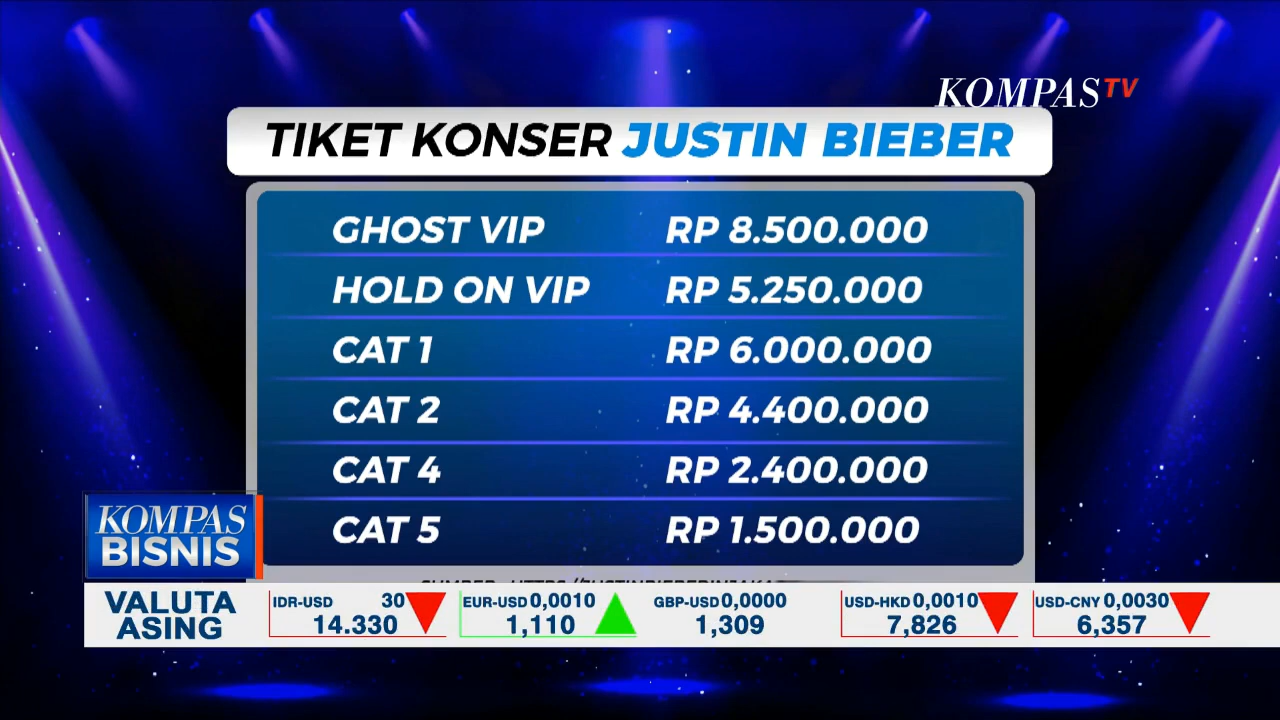 KOMPAS TV
TIKET KONSER JUSTIN BIEBER
GHOST VIP RP 8.500.000
HOLD ON VIP RP 5.250.000
CAT 1 RP 6.000.000
CAT 2 RP 4.400.000
CAT 4 RP 2.400.000
CAT 5 RP 1.500.000
KOMPAS
BISNIS
VALUTA
ASING
IDR-USD 30
14.330
EUR-USD 0,0010
1,110
GBP-USD 0,0000
1,309
USD-HKD 0,0010
7,826
USD-CNY 0,0030
6,357